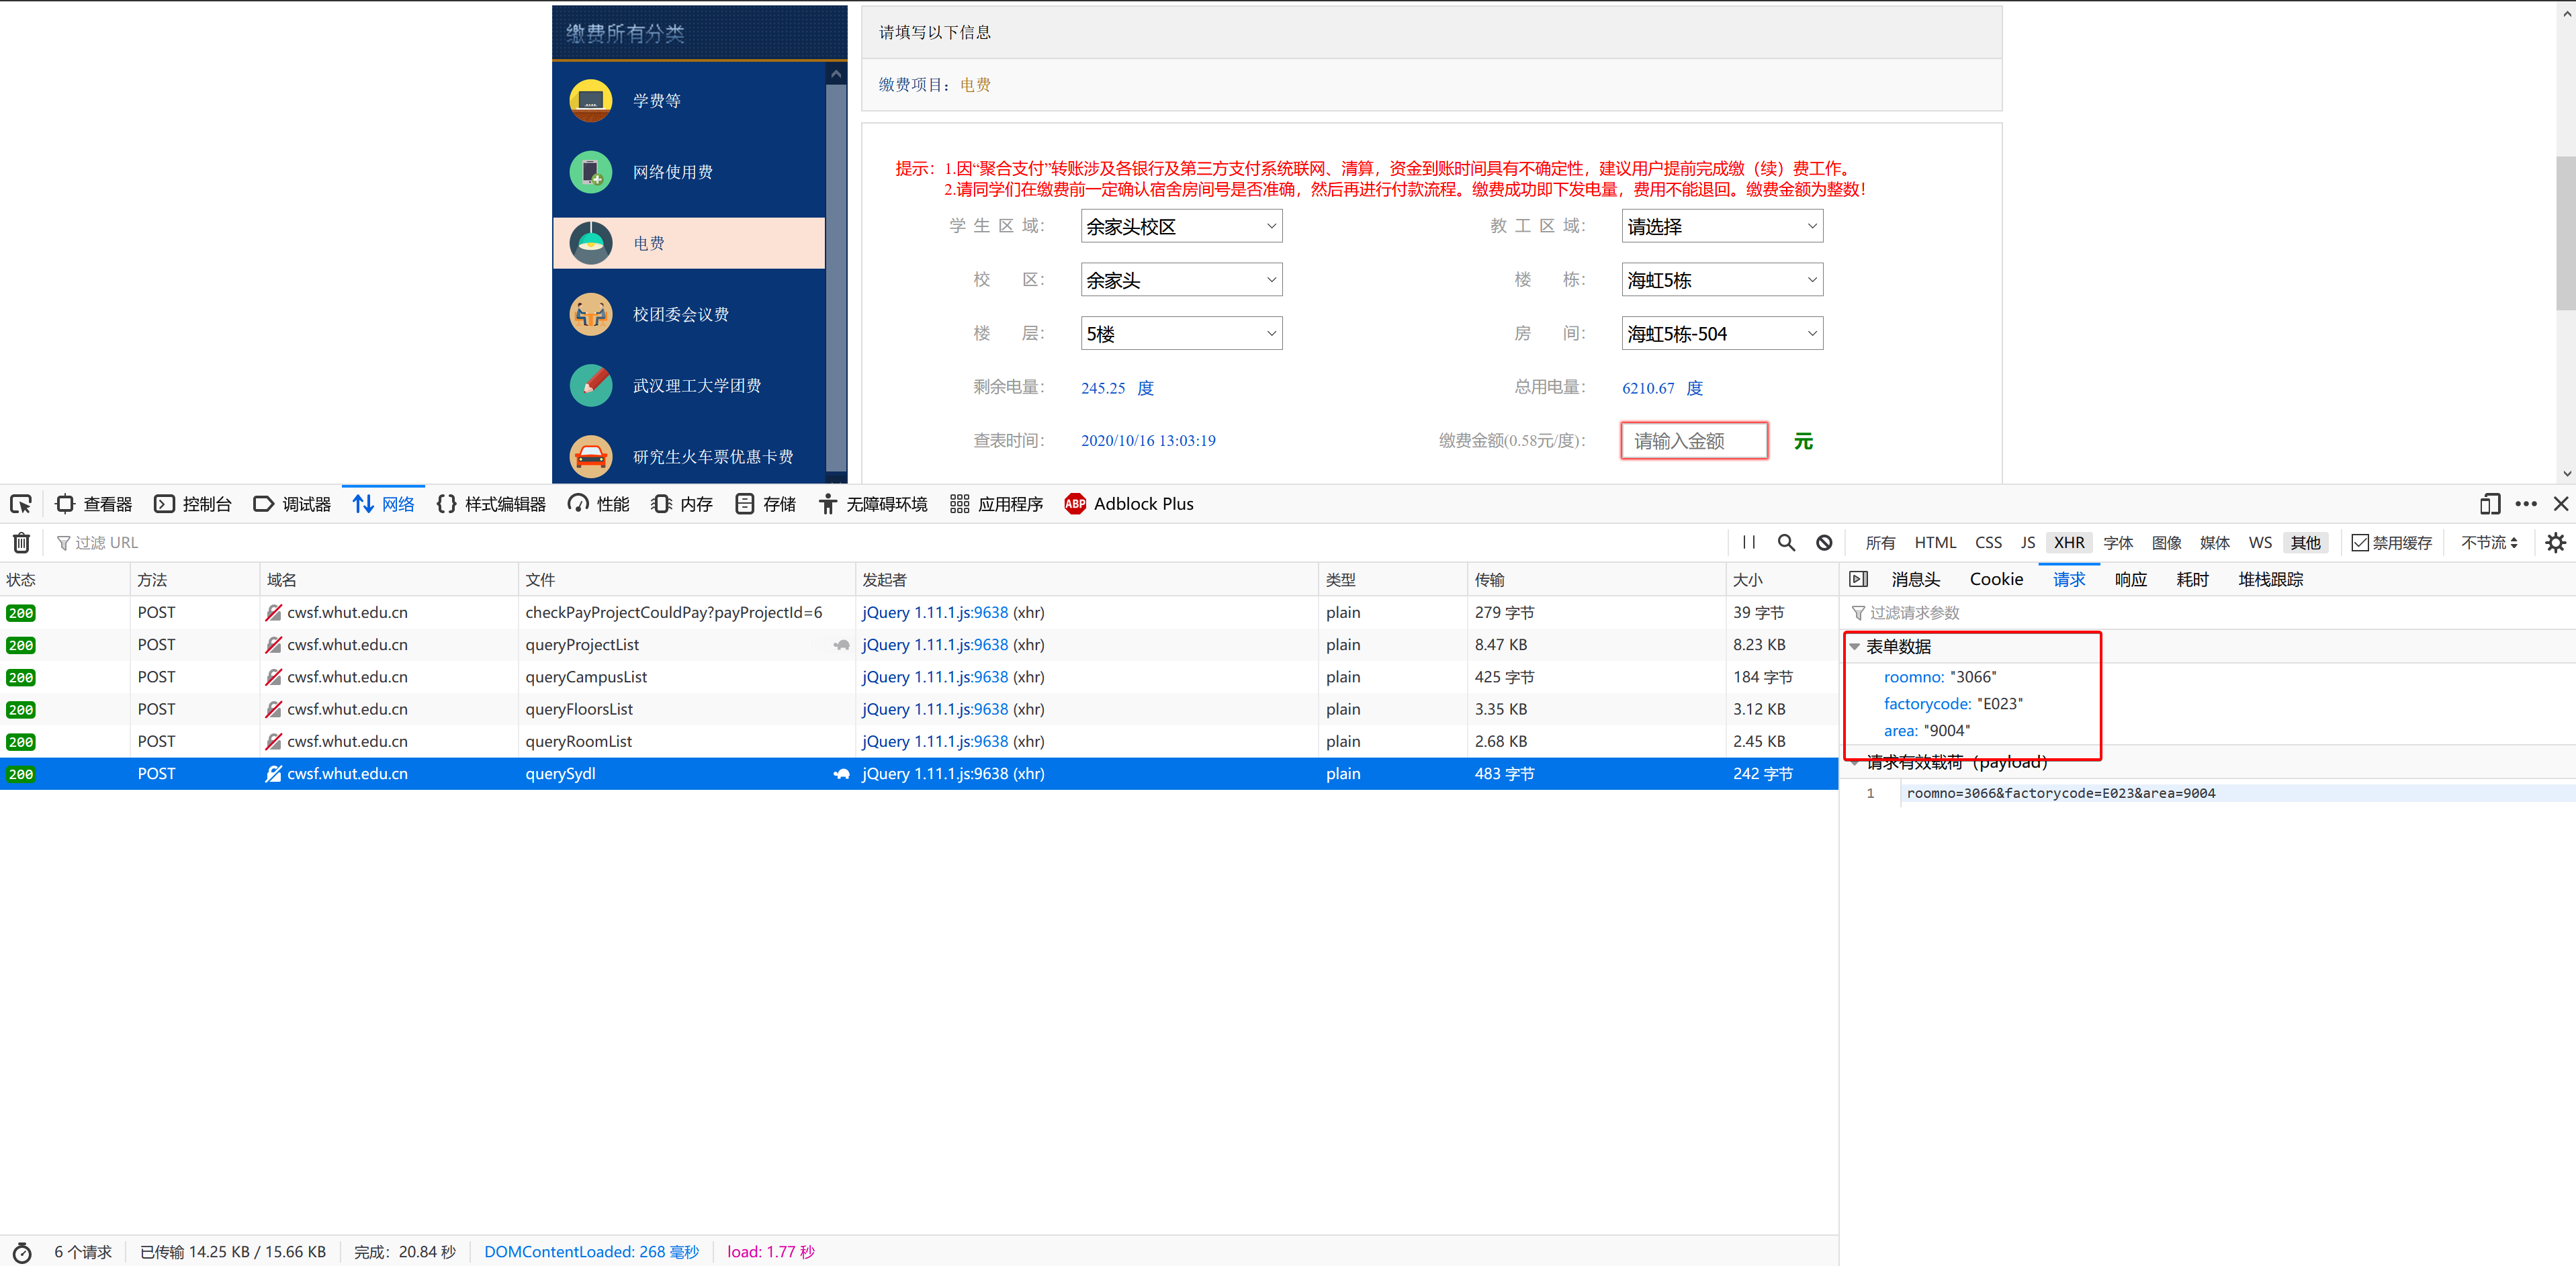 缴费所有分类
学费等
网络使用费
电费
校团委会议费
武汉理工大学团费
研究生火车票优惠卡费
请填写以下信息
缴费项目：电费
提示：1.因“聚合支付”转账涉及各银行及第三方支付系统联网、清算，资金到账时间具有不确定性，建议用户提前完成缴（续）费工作。
2.请同学们在缴费前一定确认宿舍房间号是否准确，然后再进行付款流程。缴费成功即下发电量，费用不能退回。缴费金额为整数！
学生区域： 余家头校区 教工区域： 请选择
校 区： 余家头 楼 栋： 海虹5栋
楼 层： 5楼 房 间： 海虹5栋-504
剩余电量： 245.25 度 总用电量： 6210.67 度
查表时间： 2020/10/16 13:03:19 缴费金额(0.58元/度)： 请输入金额 元
查看器 控制台 调试器 网络 样式编辑器 性能 内存 存储 无障碍环境 应用程序 ABP Adblock Plus
过滤 URL 所有 HTML CSS JS XHR 字体 图像 媒体 WS 其他 禁用缓存 不节流
状态 方法 域名 文件 发起者 类型 传输 大小
200 POST cwsf.whut.edu.cn checkPayProjectCouldPay?payProjectId=6 jQuery 1.11.1.js:9638 (xhr) plain 279 字节 39 字节
200 POST cwsf.whut.edu.cn queryProjectList jQuery 1.11.1.js:9638 (xhr) plain 8.47 KB 8.23 KB
200 POST cwsf.whut.edu.cn queryCampusList jQuery 1.11.1.js:9638 (xhr) plain 425 字节 184 字节
200 POST cwsf.whut.edu.cn queryFloorsList jQuery 1.11.1.js:9638 (xhr) plain 3.35 KB 3.12 KB
200 POST cwsf.whut.edu.cn queryRoomList jQuery 1.11.1.js:9638 (xhr) plain 2.68 KB 2.45 KB
200 POST cwsf.whut.edu.cn querySydl jQuery 1.11.1.js:9638 (xhr) plain 483 字节 242 字节
消息头 Cookie 请求 响应 耗时 堆栈跟踪
过滤请求参数
表单数据
roomno: "3066"
factorycode: "E023"
area: "9004"
请求有效载荷（payload）
1 roomno=3066&factorycode=E023&area=9004
6 个请求 已传输 14.25 KB / 15.66 KB 完成：20.84 秒 DOMContentLoaded: 268 毫秒 load: 1.77 秒